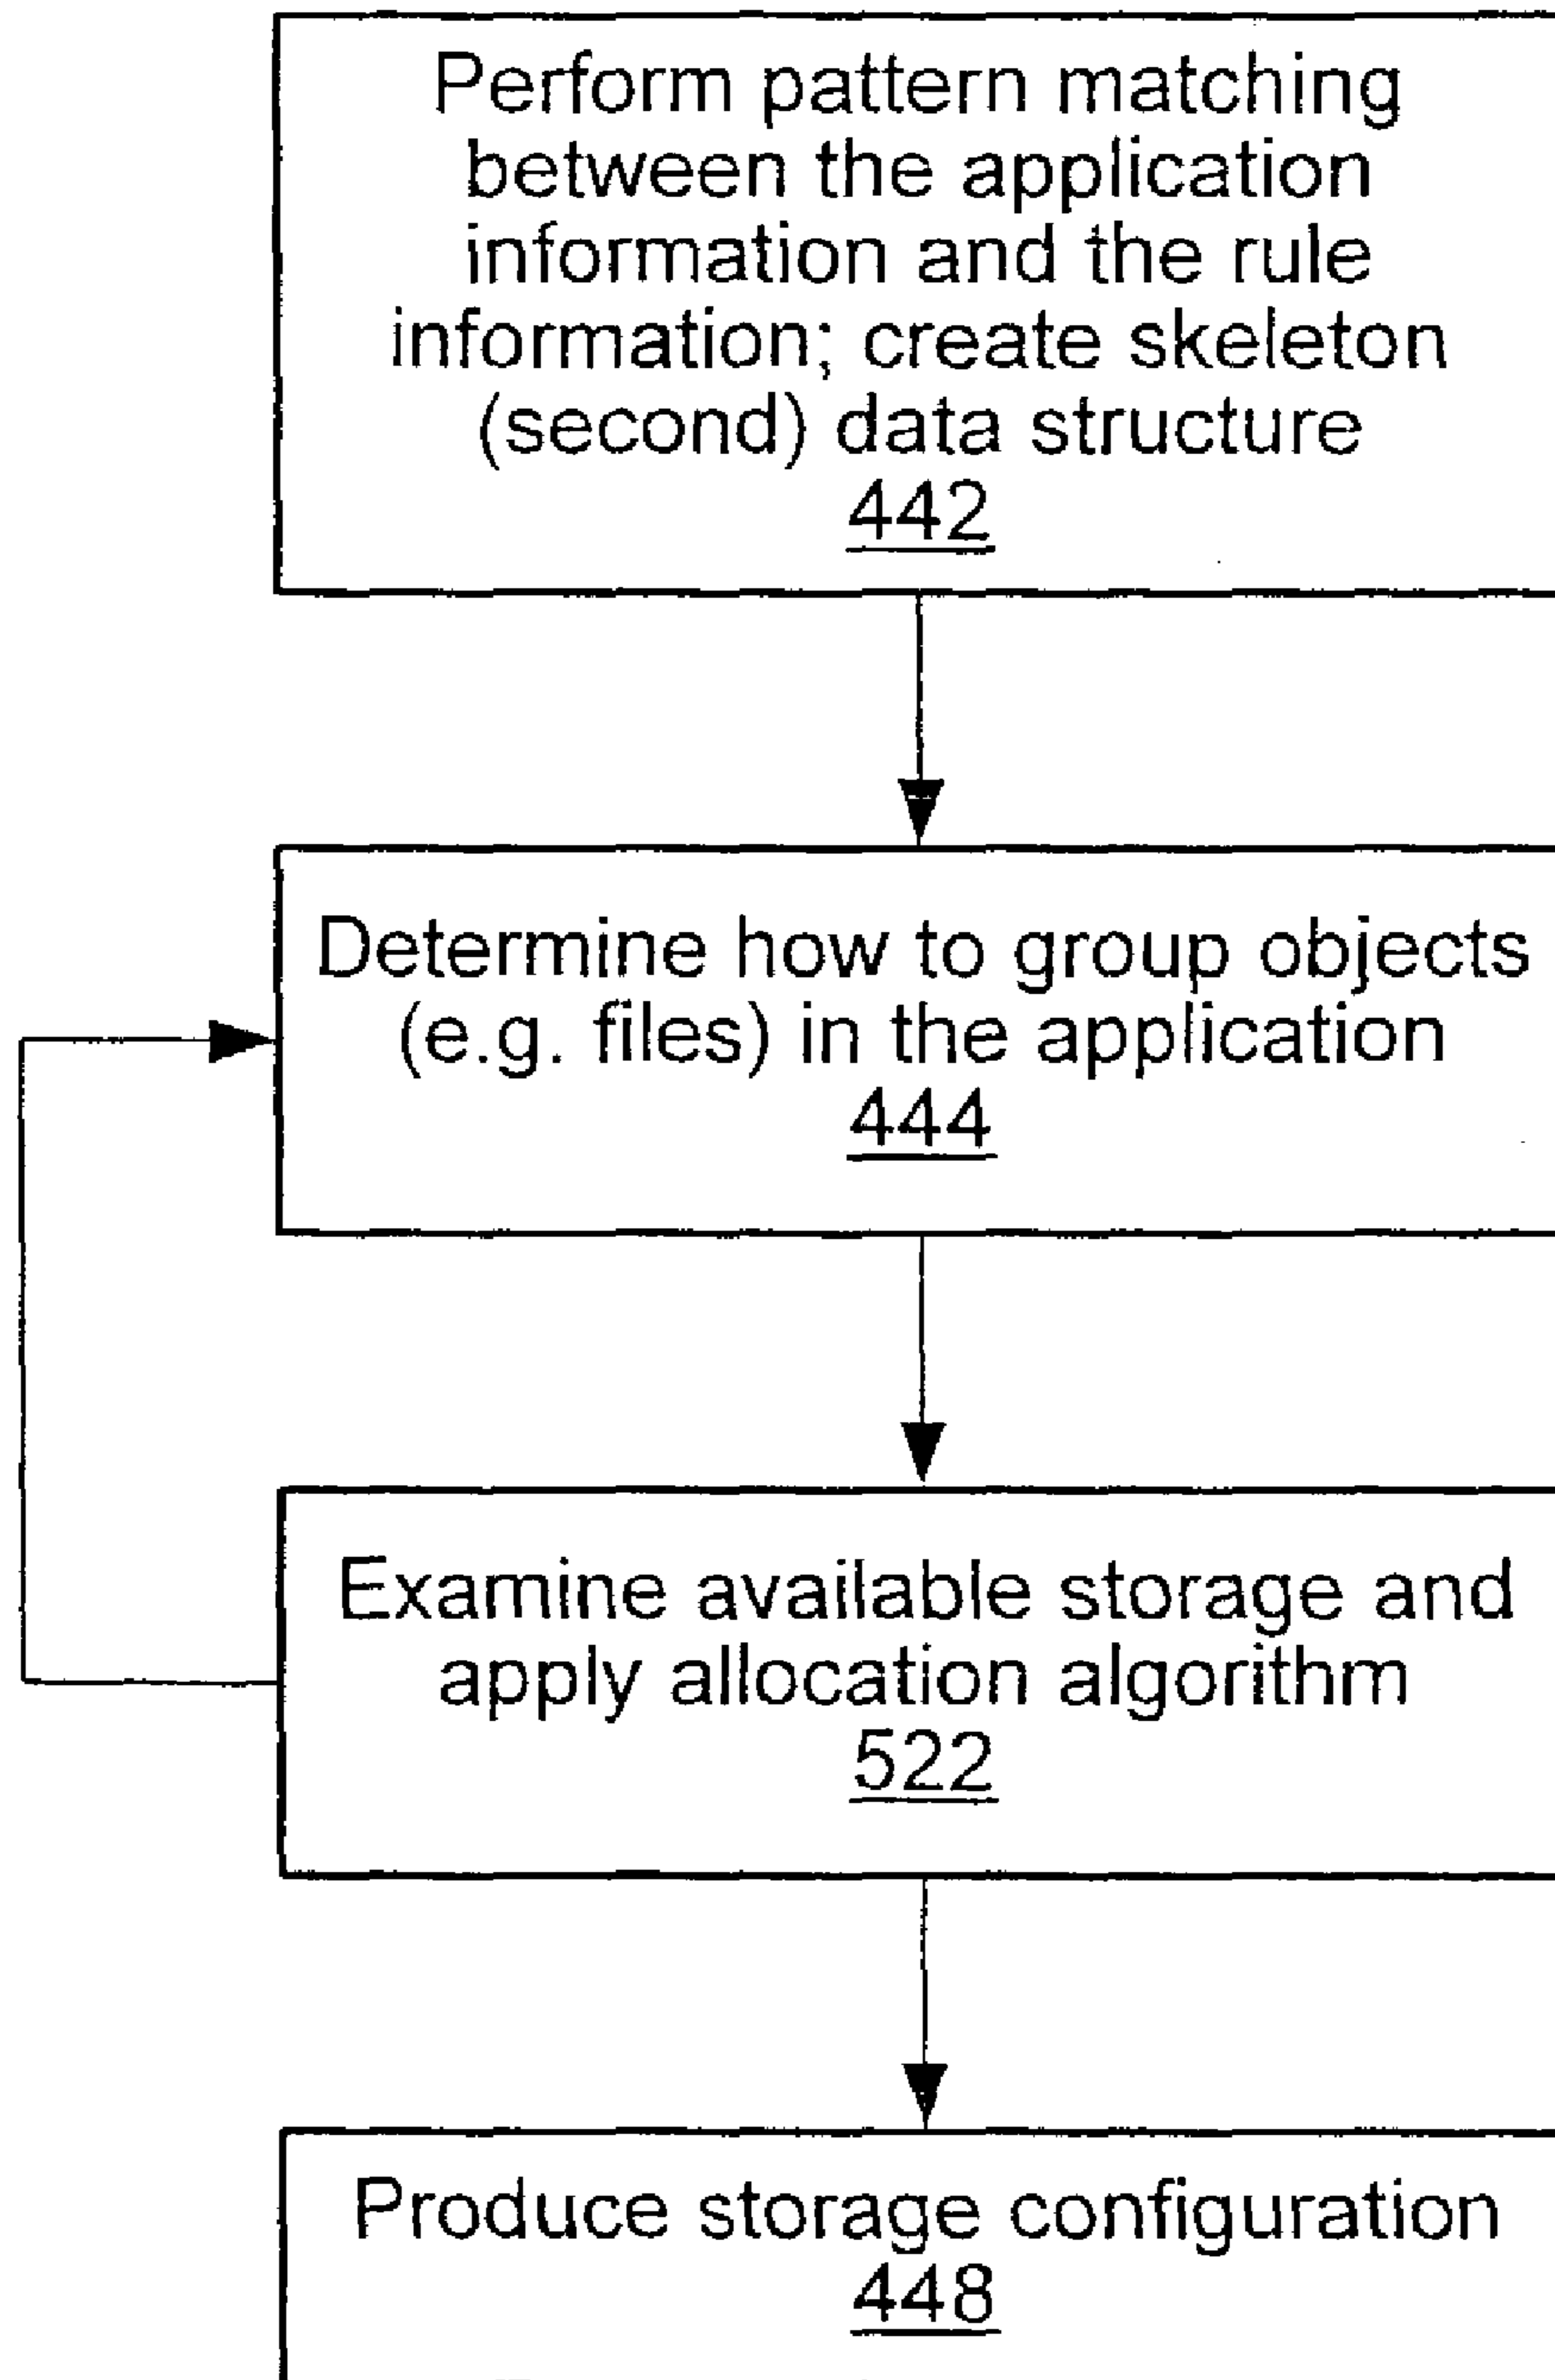 Perform pattern matching
between the application
information and the rule
information; create skeleton
(second) data structure
442
Determine how to group objects
(e.g. files) in the application
444
Examine available storage and
apply allocation algorithm
522
Produce storage configuration
448